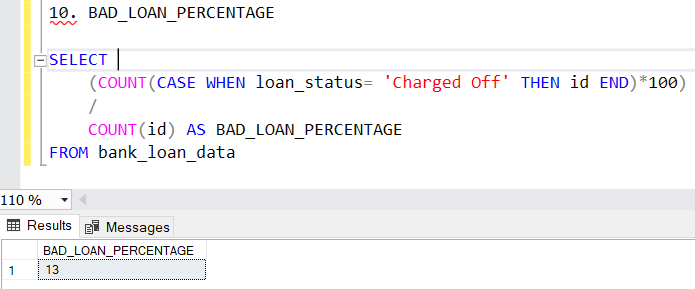 10. BAD_LOAN_PERCENTAGE
SELECT
(COUNT(CASE WHEN loan_status= 'Charged Off' THEN id END)*100)
/
COUNT(id) AS BAD_LOAN_PERCENTAGE
FROM bank_loan_data
110 %
Results Messages
BAD_LOAN_PERCENTAGE
1 13